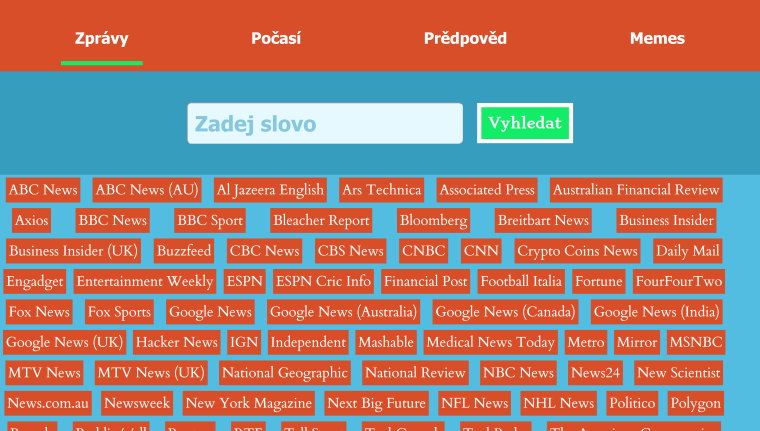 Zprávy Počasí Prědpověd Memes
Zadej slovo Vyhledat
ABC News ABC News (AU) Al Jazeera English Ars Technica Associated Press Australian Financial Review
Axios BBC News BBC Sport Bleacher Report Bloomberg Breitbart News Business Insider
Business Insider (UK) Buzzfeed CBC News CBS News CNBC CNN Crypto Coins News Daily Mail
Engadget Entertainment Weekly ESPN ESPN Cric Info Financial Post Football Italia Fortune FourFourTwo
Fox News Fox Sports Google News Google News (Australia) Google News (Canada) Google News (India)
Google News (UK) Hacker News IGN Independent Mashable Medical News Today Metro Mirror MSNBC
MTV News MTV News (UK) National Geographic National Review NBC News News24 New Scientist
News.com.au Newsweek New York Magazine Next Big Future NFL News NHL News Politico Polygon